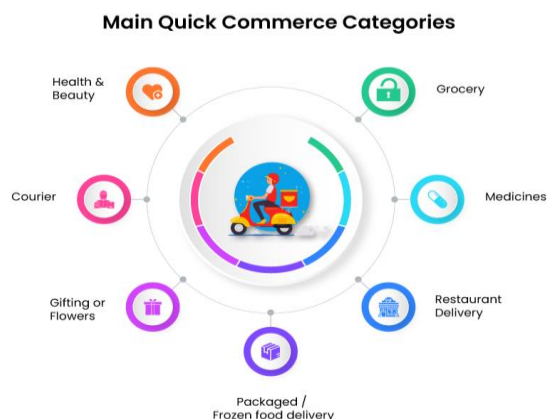 Main Quick Commerce Categories
Health &
Beauty
Grocery
Courier
Medicines
Gifting or
Flowers
Restaurant
Delivery
Packaged /
Frozen food delivery